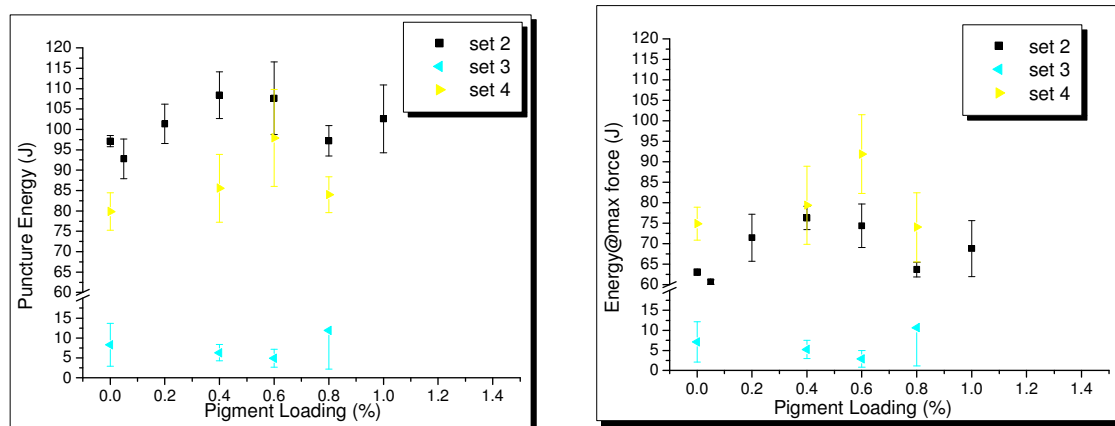 set 2
set 3
set 4
120
115
110
105
100
95
90
85
80
75
70
65
60
15
10
5
0
Puncture Energy (J)
0.0 0.2 0.4 0.6 0.8 1.0 1.2 1.4
Pigment Loading (%)
set 2
set 3
set 4
120
115
110
105
100
95
90
85
80
75
70
65
60
15
10
5
0
Energy@max force (J)
0.0 0.2 0.4 0.6 0.8 1.0 1.2 1.4
Pigment Loading (%)